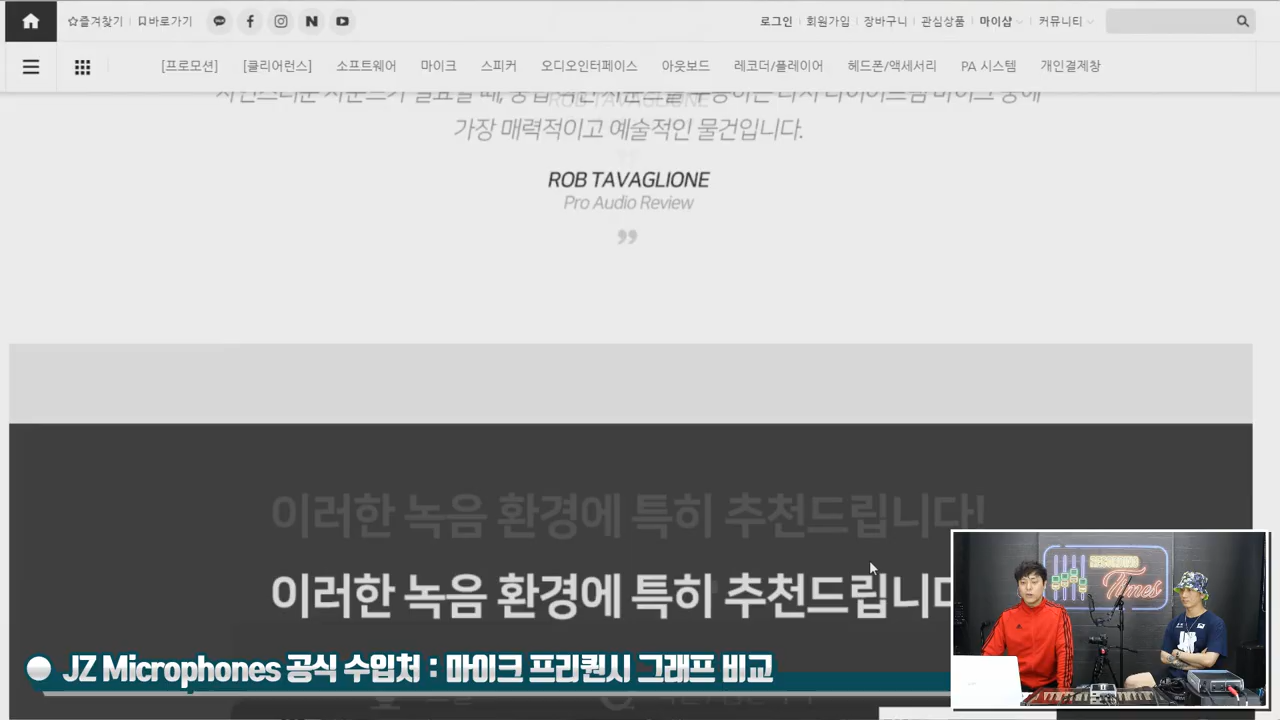 ☆즐겨찾기
바로가기
로그인
회원가입
장바구니
관심상품
마이샵
커뮤니티
[프로모션]
[클리어런스]
소프트웨어
마이크
스피커
오디오인터페이스
아웃보드
레코더/플레이어
헤드폰/액세서리
PA 시스템
개인결제창
ROB TAVAGLIONE
가장 매력적이고 예술적인 물건입니다.
ROB TAVAGLIONE
Pro Audio Review
”
이러한 녹음 환경에 특히 추천드립니다!
이러한 녹음 환경에 특히 추천드립니다
Times
JZ Microphones 공식 수입처 : 마이크 프리퀀시 그래프 비교